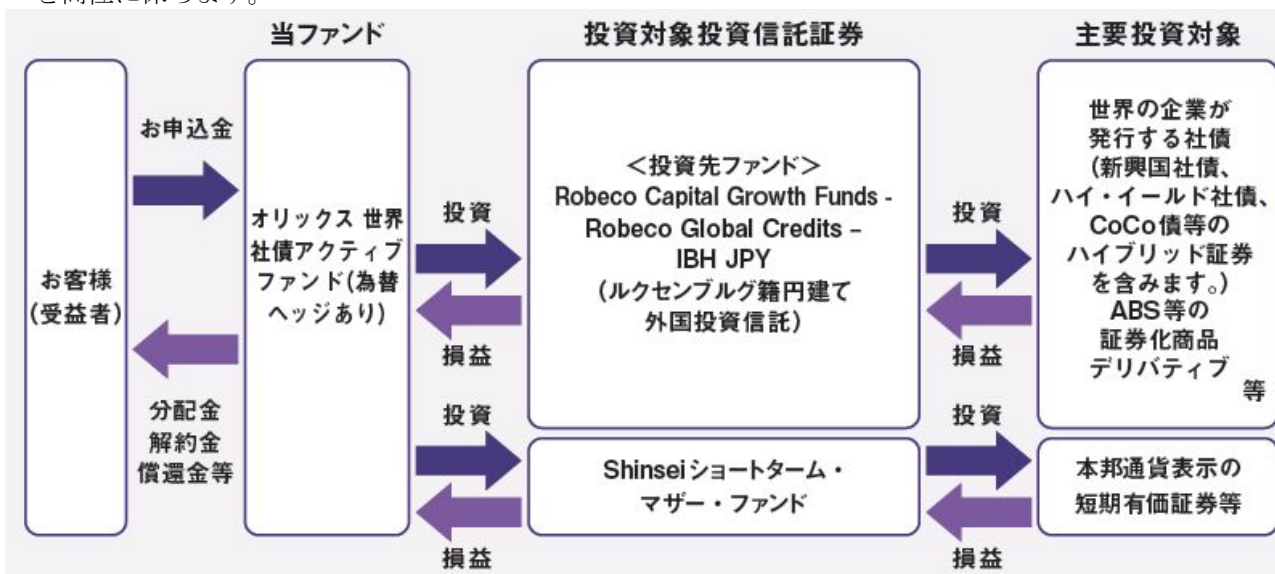 を高位に保ちます。
当ファンド
投資対象投資信託証券
主要投資対象
お客様
(受益者)
お申込金
分配金
解約金
償還金等
オリックス 世界
社債アクティブ
ファンド(為替
ヘッジあり)
投資
損益
投資
損益
＜投資先ファンド＞
Robeco Capital Growth Funds -
Robeco Global Credits –
IBH JPY
(ルクセンブルグ籍円建て
外国投資信託)
Shinseiショートターム・
マザー・ファンド
投資
損益
投資
損益
世界の企業が
発行する社債
(新興国社債、
ハイ・イールド社債、
CoCo債等の
ハイブリッド証券
を含みます。)
ABS等の
証券化商品
デリバティブ
等
本邦通貨表示の
短期有価証券等